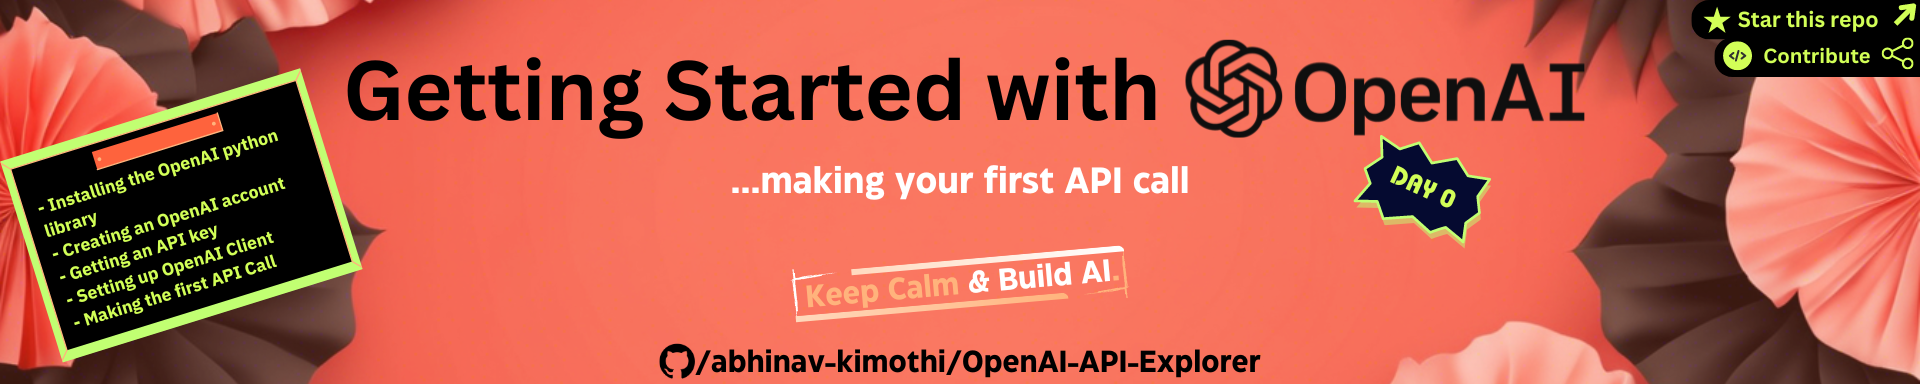 Star this repo
Contribute
Getting Started with OpenAI
...making your first API call
DAY 0
- Installing the OpenAI python
library
- Creating an OpenAI account
- Getting an API key
- Setting up OpenAI Client
- Making the first API Call
Keep Calm & Build AI.
/abhinav-kimothi/OpenAI-API-Explorer